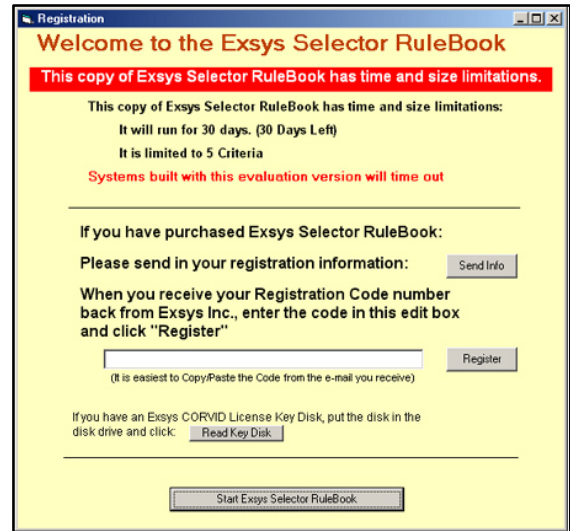 Registration
Welcome to the Exsys Selector RuleBook
This copy of Exsys Selector RuleBook has time and size limitations.
This copy of Exsys Selector RuleBook has time and size limitations:
It will run for 30 days. (30 Days Left)
It is limited to 5 Criteria
Systems built with this evaluation version will time out
If you have purchased Exsys Selector RuleBook:
Please send in your registration information:
Send Info
When you receive your Registration Code number
back from Exsys Inc., enter the code in this edit box
and click "Register"
Register
(It is easiest to Copy/Paste the Code from the e-mail you receive)
If you have an Exsys CORVID License Key Disk, put the disk in the
disk drive and click: Read Key Disk
Start Exsys Selector RuleBook